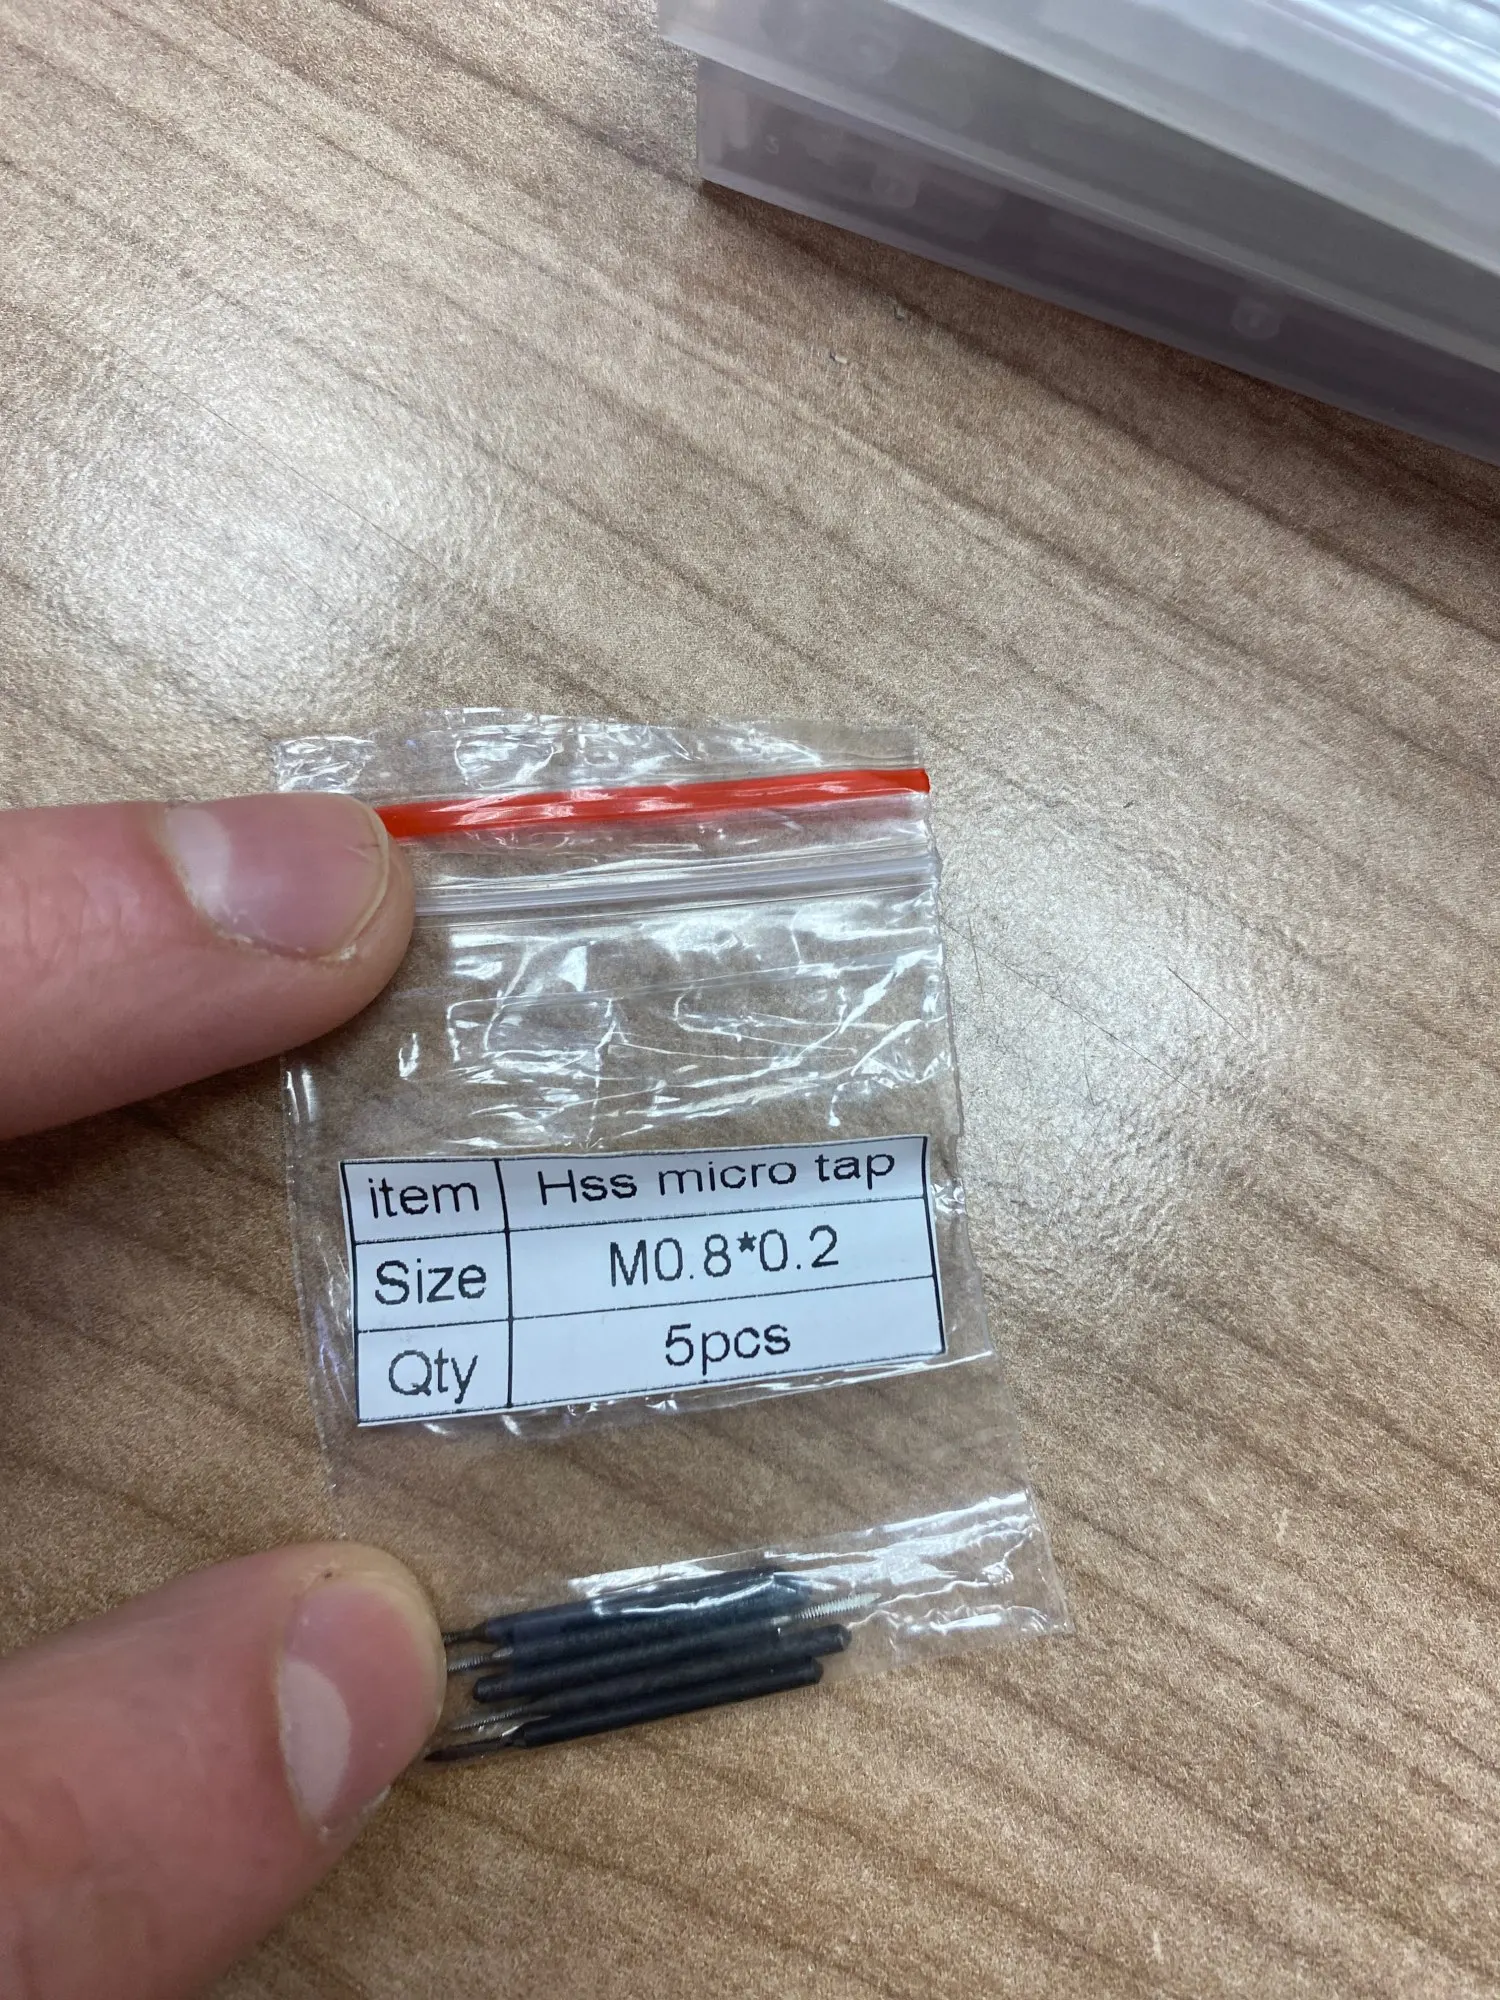 item Hss micro tap
Size M0.8*0.2
Qty 5pcs